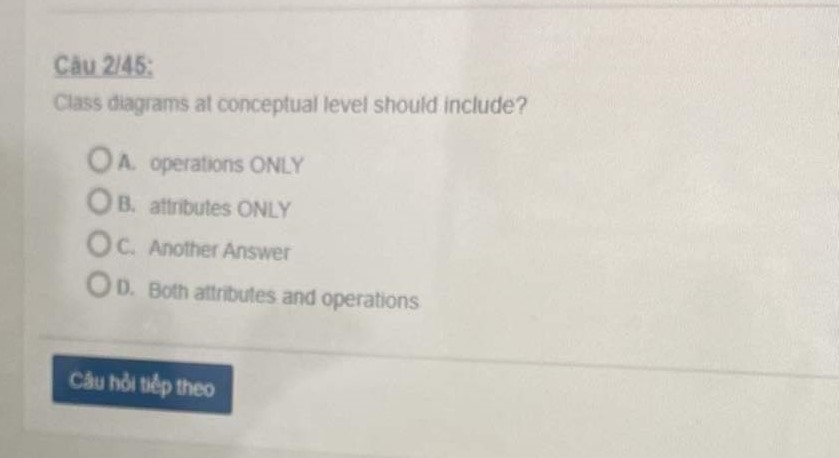 Câu 2/45:
Class diagrams at conceptual level should include?
A. operations ONLY
B. attributes ONLY
C. Another Answer
D. Both attributes and operations
Câu hỏi tiếp theo